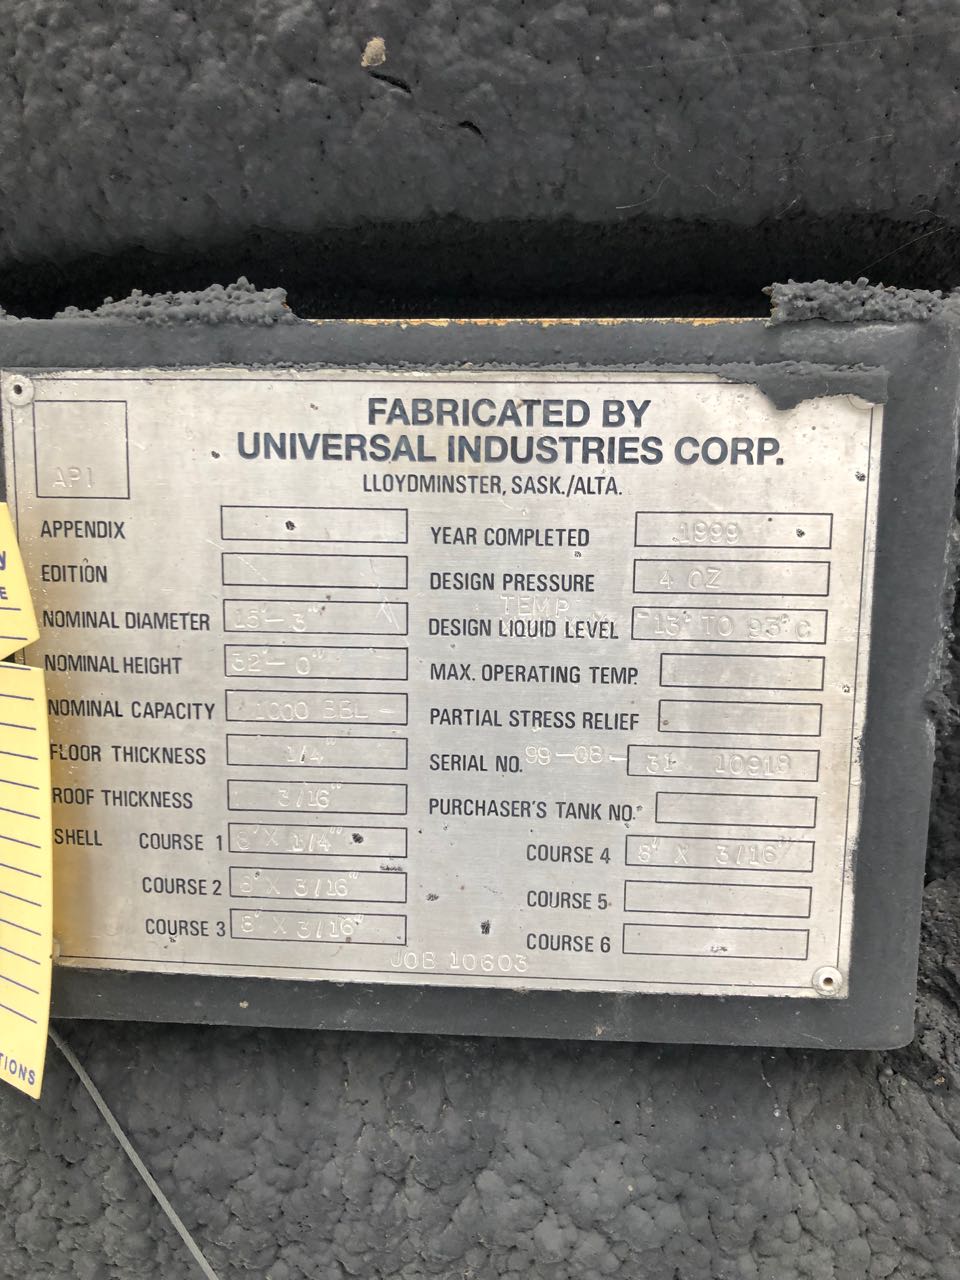 FABRICATED BY
UNIVERSAL INDUSTRIES CORP.
LLOYDMINSTER, SASK./ALTA.
API
APPENDIX
EDITION
NOMINAL DIAMETER 15'-3"
NOMINAL HEIGHT 32'-0"
NOMINAL CAPACITY 1000 BBL -
FLOOR THICKNESS 1/4"
ROOF THICKNESS 3/16"
SHELL COURSE 1 8' X 1/4"
COURSE 2 8' X 3/16"
COURSE 3 8' X 3/16"
YEAR COMPLETED 1999
DESIGN PRESSURE 4 OZ
TEMP
DESIGN LIQUID LEVEL TO 93°C
MAX. OPERATING TEMP.
PARTIAL STRESS RELIEF
SERIAL NO. 99-08-31 10918
PURCHASER'S TANK NO.
COURSE 4 8' X 3/16"
COURSE 5
COURSE 6
JOB 10603
TIONS